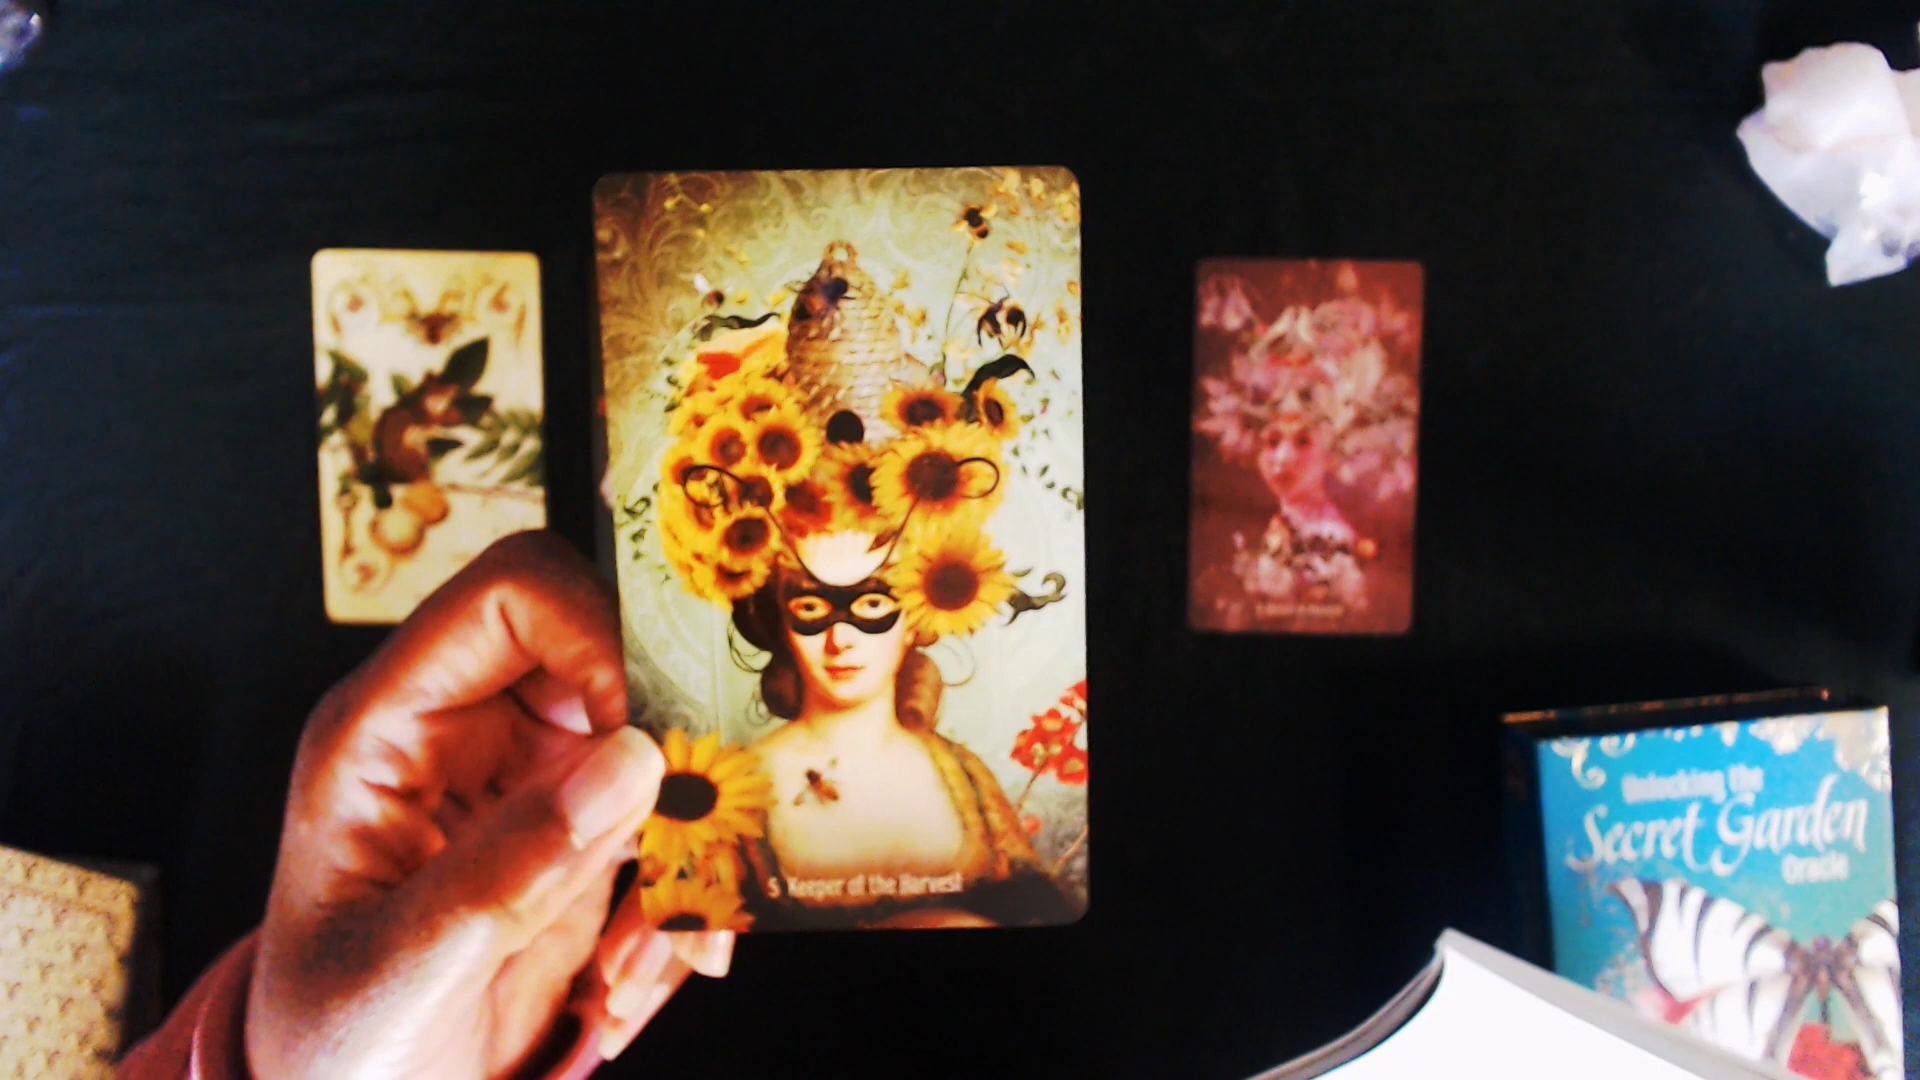 5 Keeper of the Harvest
Unlocking the
Secret Garden
Oracle